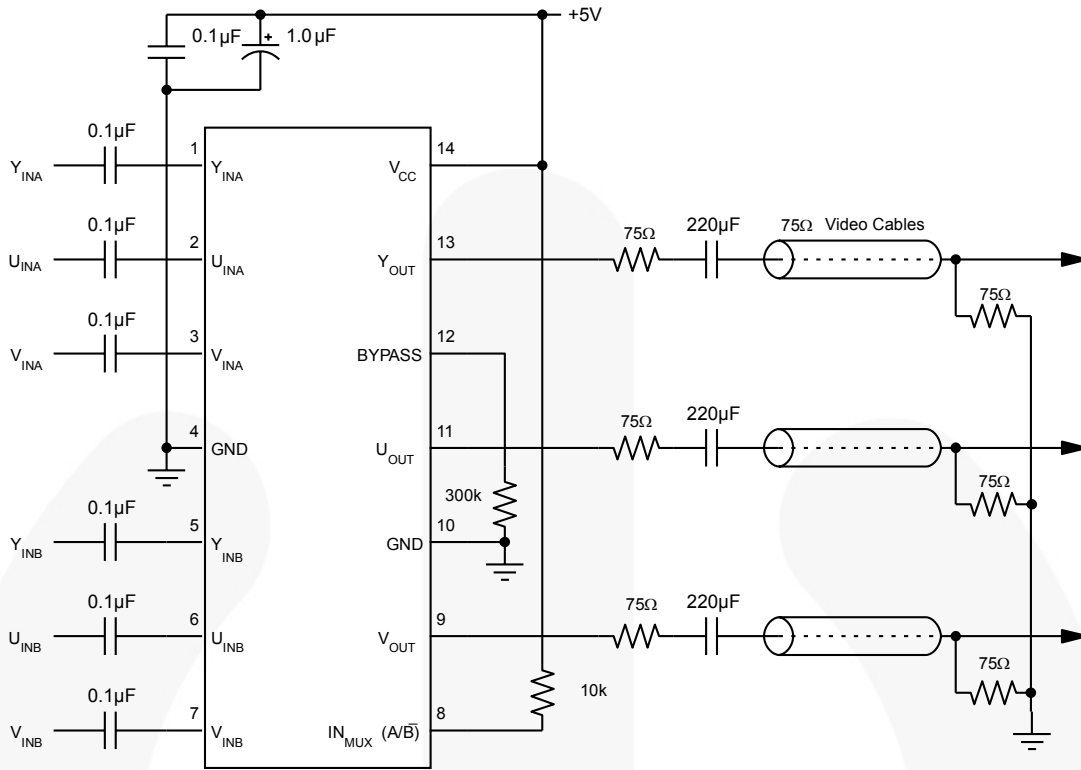 +5V
0.1µF
1.0µF
+
0.1µF
Y_INA
1
Y_INA
V_CC
14
0.1µF
U_INA
2
U_INA
Y_OUT
13
75Ω
220µF
75Ω Video Cables
75Ω
0.1µF
V_INA
3
V_INA
BYPASS
12
4
GND
U_OUT
11
75Ω
220µF
75Ω
300k
0.1µF
Y_INB
5
Y_INB
GND
10
0.1µF
U_INB
6
U_INB
V_OUT
9
75Ω
220µF
75Ω
10k
0.1µF
V_INB
7
V_INB
IN_MUX (A/B̅)
8